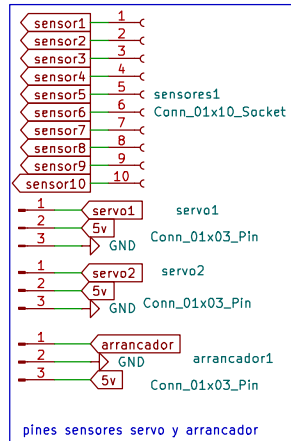 sensor1 1
sensor2 2
sensor3 3
sensor4 4
sensor5 5 sensores1
sensor6 6 Conn_01x10_Socket
sensor7 7
sensor8 8
sensor9 9
sensor10 10
1 servo1 servo1
2 5v
3 GND Conn_01x03_Pin
1 servo2 servo2
2 5v
3 GND Conn_01x03_Pin
1 arrancador
2 GND arrancador1
3 5v Conn_01x03_Pin
pines sensores servo y arrancador